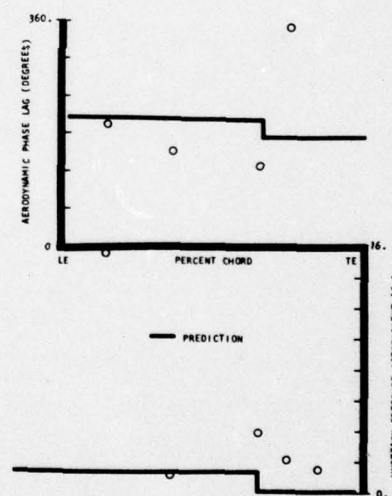 360.
AERODYNAMIC PHASE LAG (DEGREES)
0
LE
PERCENT CHORD
TE
16.
PREDICTION
0